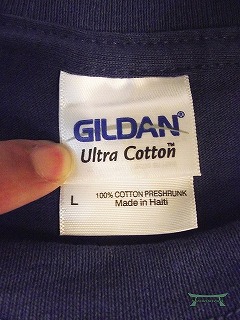 GILDAN®
Ultra Cotton™
L
100% COTTON PRESHRUNK
Made in Haiti